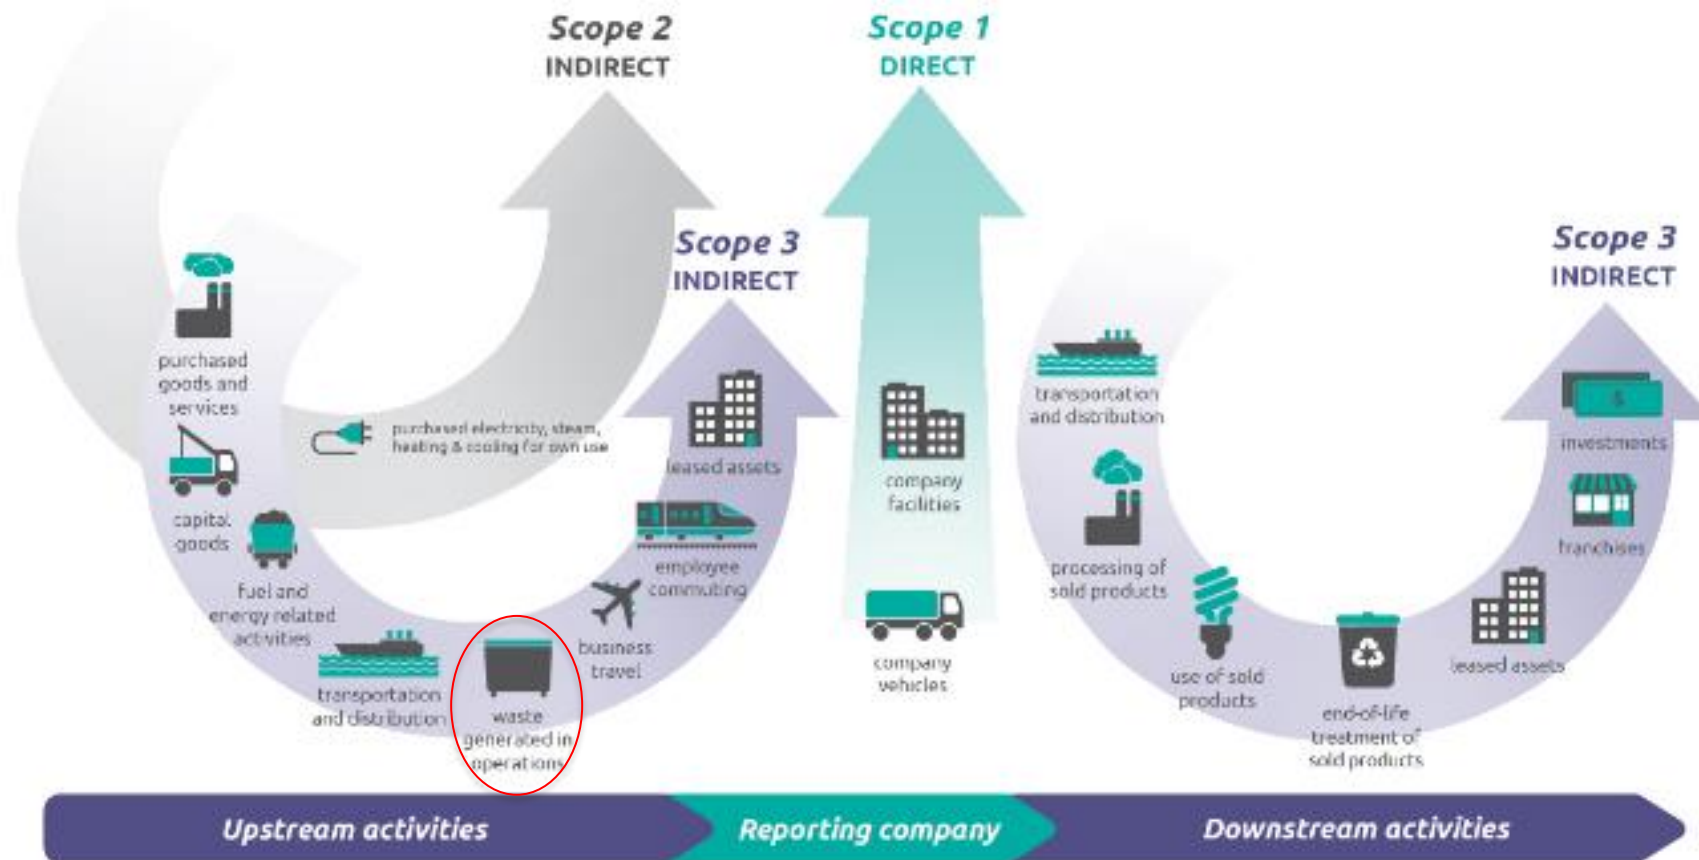 Scope 2
INDIRECT
Scope 1
DIRECT
Scope 3
INDIRECT
Scope 3
INDIRECT
purchased
goods and
services
capital
goods
fuel and
energy related
activities
transportation
and distribution
waste
generated in
operations
business
travel
employee
commuting
leased assets
purchased electricity, steam,
heating & cooling for own use
company
facilities
company
vehicles
transportation
and distribution
processing of
sold products
use of sold
products
end-of-life
treatment of
sold products
leased assets
franchises
investments
$
Upstream activities
Reporting company
Downstream activities